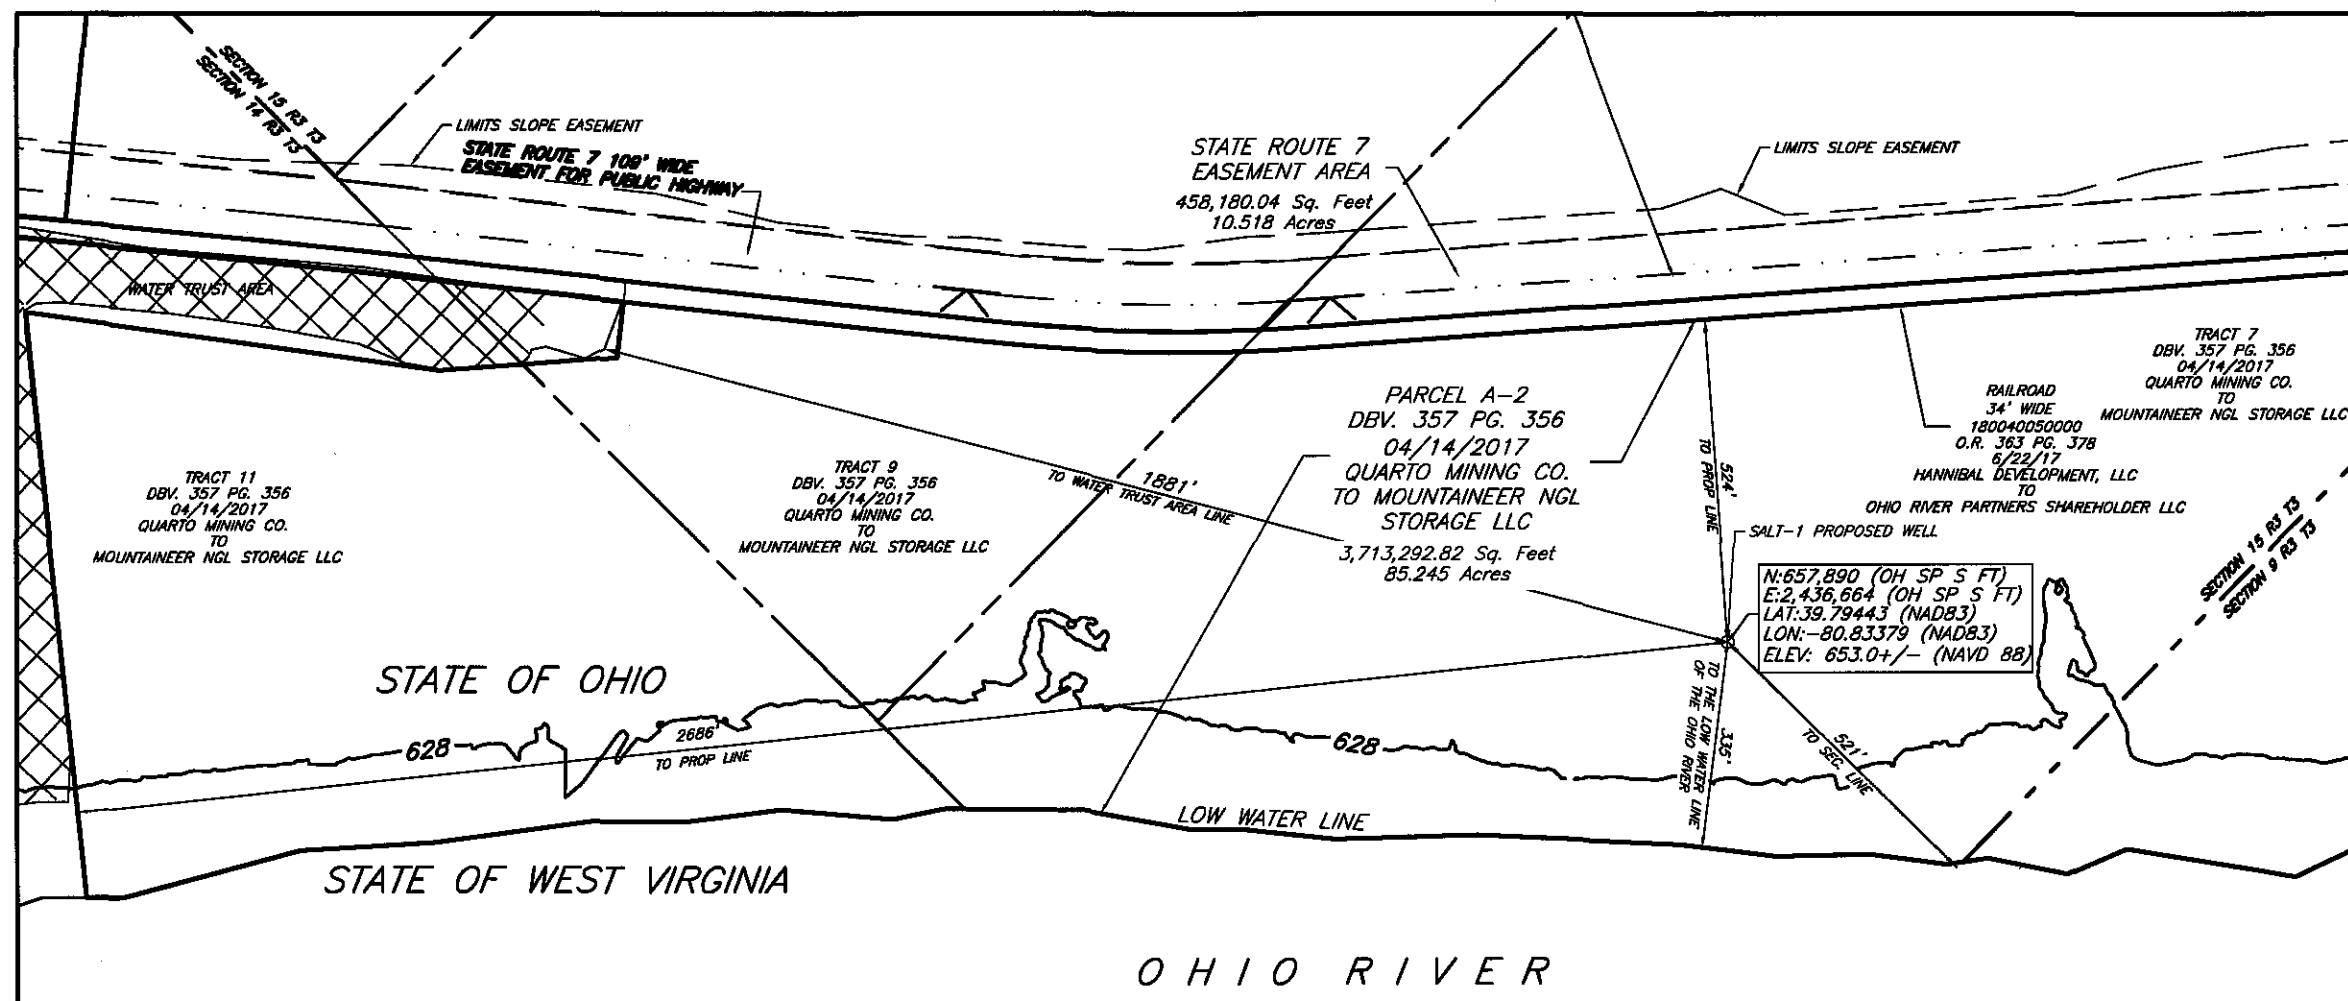 SECTION 15 R3 T3
SECTION 14 R3 T3
LIMITS SLOPE EASEMENT
STATE ROUTE 7 109' WIDE
EASEMENT FOR PUBLIC HIGHWAY
STATE ROUTE 7
EASEMENT AREA
458,180.04 Sq. Feet
10.518 Acres
LIMITS SLOPE EASEMENT
WATER TRUST AREA
TRACT 7
DBV. 357 PG. 356
04/14/2017
QUARTO MINING CO.
TO
MOUNTAINEER NGL STORAGE LLC
RAILROAD
34' WIDE
180040050000
O.R. 363 PG. 378
6/22/17
HANNIBAL DEVELOPMENT, LLC
TO
OHIO RIVER PARTNERS SHAREHOLDER LLC
PARCEL A-2
DBV. 357 PG. 356
04/14/2017
QUARTO MINING CO.
TO MOUNTAINEER NGL
STORAGE LLC
3,713,292.82 Sq. Feet
85.245 Acres
TRACT 11
DBV. 357 PG. 356
04/14/2017
QUARTO MINING CO.
TO
MOUNTAINEER NGL STORAGE LLC
TRACT 9
DBV. 357 PG. 356
04/14/2017
QUARTO MINING CO.
TO
MOUNTAINEER NGL STORAGE LLC
1881'
TO WATER TRUST AREA LINE
524'
TO PROP LINE
SALT-1 PROPOSED WELL
N:657,890 (OH SP S FT)
E:2,436,664 (OH SP S FT)
LAT:39.79443 (NAD83)
LON:-80.83379 (NAD83)
ELEV: 653.0+/- (NAVD 88)
SECTION 15 R3 T3
SECTION 9 R3 T3
STATE OF OHIO
628
2686'
TO PROP LINE
628
335'
TO THE LOW WATER LINE
OF THE OHIO RIVER
521'
TO SEC. LINE
LOW WATER LINE
STATE OF WEST VIRGINIA
OHIO RIVER